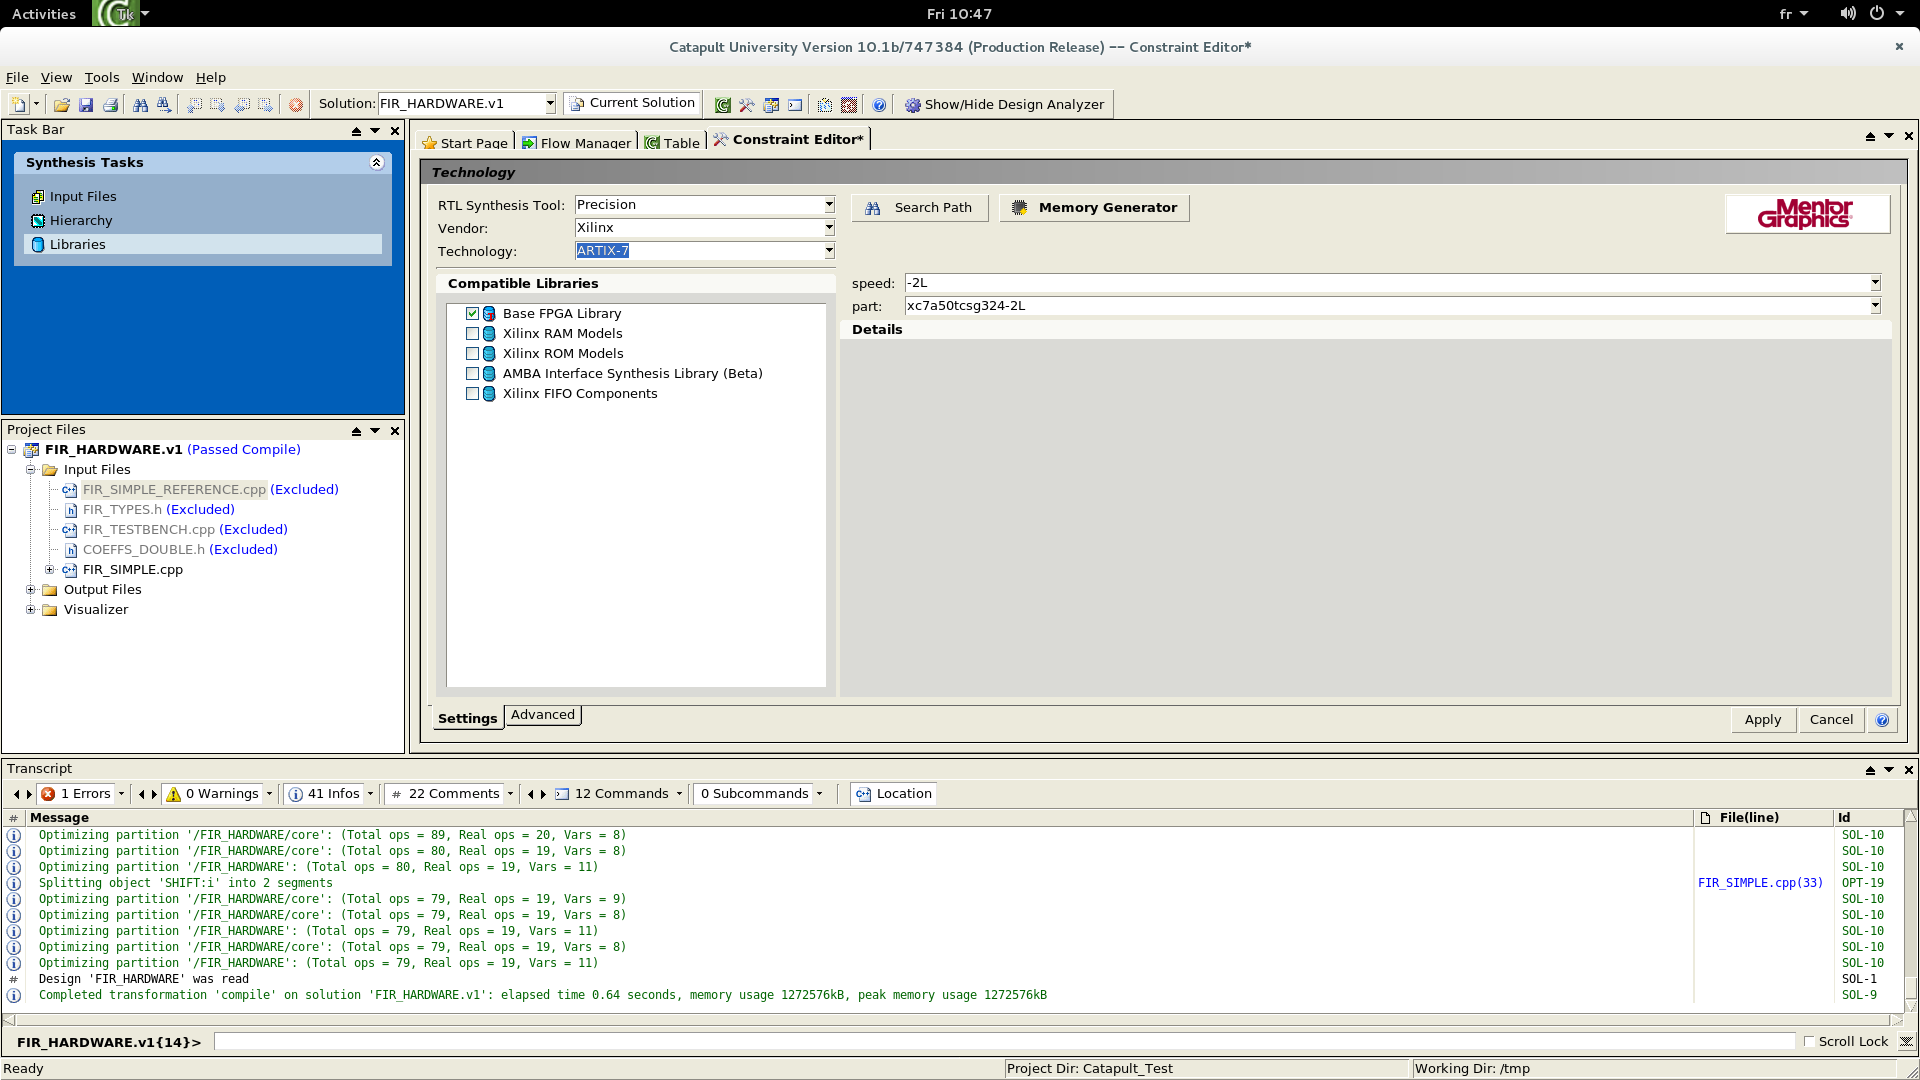 Activities Tk Fri 10:47 fr
Catapult University Version 10.1b/747384 (Production Release) -- Constraint Editor*
File View Tools Window Help
Solution: FIR_HARDWARE.v1 Current Solution Show/Hide Design Analyzer
Task Bar
Synthesis Tasks
Input Files
Hierarchy
Libraries
Project Files
FIR_HARDWARE.v1 (Passed Compile)
Input Files
FIR_SIMPLE_REFERENCE.cpp (Excluded)
FIR_TYPES.h (Excluded)
FIR_TESTBENCH.cpp (Excluded)
COEFFS_DOUBLE.h (Excluded)
FIR_SIMPLE.cpp
Output Files
Visualizer
Start Page Flow Manager Table Constraint Editor*
Technology
RTL Synthesis Tool: Precision Search Path Memory Generator
Vendor: Xilinx
Technology: ARTIX-7
Mentor
Graphics
Compatible Libraries
Base FPGA Library
Xilinx RAM Models
Xilinx ROM Models
AMBA Interface Synthesis Library (Beta)
Xilinx FIFO Components
speed: -2L
part: xc7a50tcsg324-2L
Details
Settings Advanced Apply Cancel
Transcript
1 Errors 0 Warnings 41 Infos # 22 Comments 12 Commands 0 Subcommands Location
# Message File(line) Id
Optimizing partition '/FIR_HARDWARE/core': (Total ops = 89, Real ops = 20, Vars = 8) SOL-10
Optimizing partition '/FIR_HARDWARE/core': (Total ops = 80, Real ops = 19, Vars = 8) SOL-10
Optimizing partition '/FIR_HARDWARE': (Total ops = 80, Real ops = 19, Vars = 11) SOL-10
Splitting object 'SHIFT:i' into 2 segments FIR_SIMPLE.cpp(33) OPT-19
Optimizing partition '/FIR_HARDWARE/core': (Total ops = 79, Real ops = 19, Vars = 9) SOL-10
Optimizing partition '/FIR_HARDWARE/core': (Total ops = 79, Real ops = 19, Vars = 8) SOL-10
Optimizing partition '/FIR_HARDWARE': (Total ops = 79, Real ops = 19, Vars = 11) SOL-10
Optimizing partition '/FIR_HARDWARE/core': (Total ops = 79, Real ops = 19, Vars = 8) SOL-10
Optimizing partition '/FIR_HARDWARE': (Total ops = 79, Real ops = 19, Vars = 11) SOL-10
# Design 'FIR_HARDWARE' was read SOL-1
Completed transformation 'compile' on solution 'FIR_HARDWARE.v1': elapsed time 0.64 seconds, memory usage 1272576kB, peak memory usage 1272576kB SOL-9
FIR_HARDWARE.v1{14}> Scroll Lock
Ready Project Dir: Catapult_Test Working Dir: /tmp